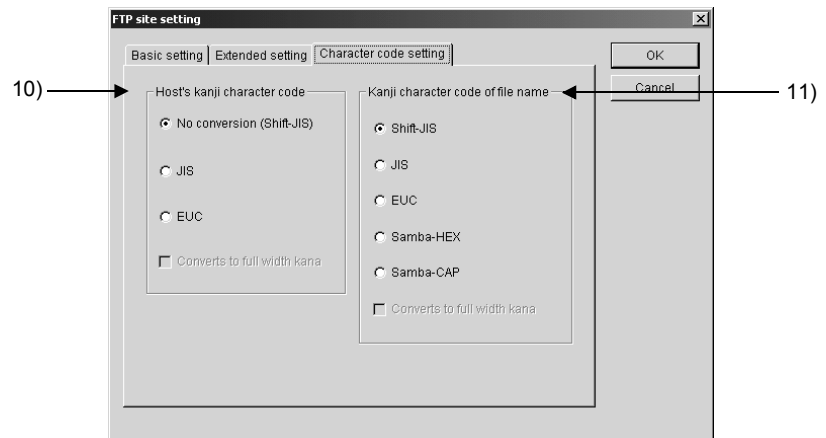 FTP site setting
Basic setting Extended setting Character code setting
OK
Cancel
10)
Host's kanji character code
No conversion (Shift-JIS)
JIS
EUC
Converts to full width kana
11)
Kanji character code of file name
Shift-JIS
JIS
EUC
Samba-HEX
Samba-CAP
Converts to full width kana